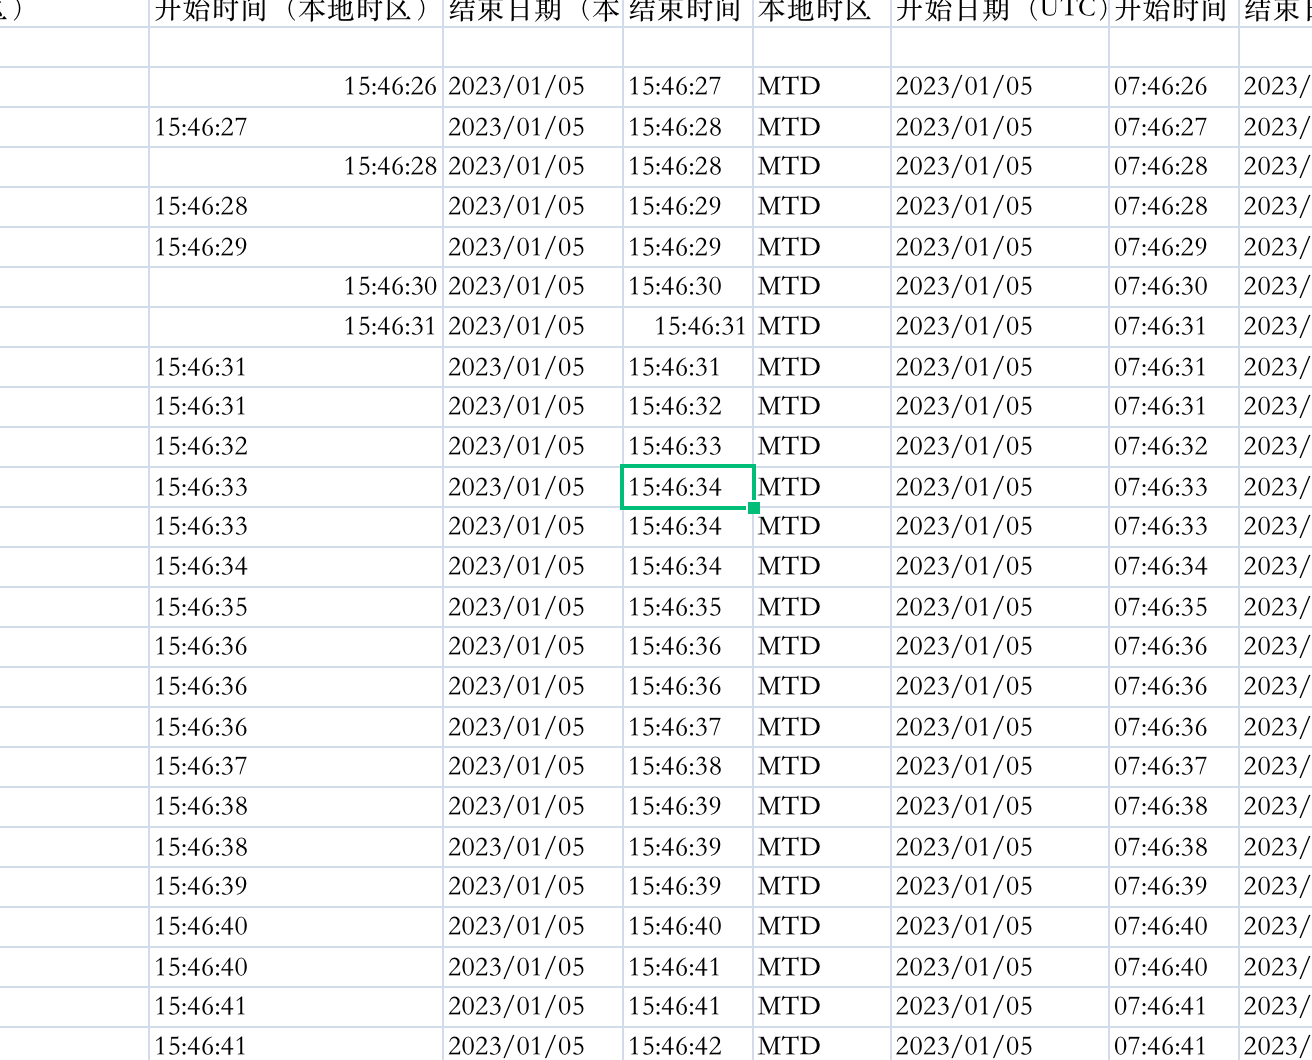 区） 开始时间（本地时区） 结束日期（本 结束时间 本地时区 开始日期（UTC） 开始时间 结束日
15:46:26 2023/01/05 15:46:27 MTD 2023/01/05 07:46:26 2023/
15:46:27 2023/01/05 15:46:28 MTD 2023/01/05 07:46:27 2023/
15:46:28 2023/01/05 15:46:28 MTD 2023/01/05 07:46:28 2023/
15:46:28 2023/01/05 15:46:29 MTD 2023/01/05 07:46:28 2023/
15:46:29 2023/01/05 15:46:29 MTD 2023/01/05 07:46:29 2023/
15:46:30 2023/01/05 15:46:30 MTD 2023/01/05 07:46:30 2023/
15:46:31 2023/01/05 15:46:31 MTD 2023/01/05 07:46:31 2023/
15:46:31 2023/01/05 15:46:31 MTD 2023/01/05 07:46:31 2023/
15:46:31 2023/01/05 15:46:32 MTD 2023/01/05 07:46:31 2023/
15:46:32 2023/01/05 15:46:33 MTD 2023/01/05 07:46:32 2023/
15:46:33 2023/01/05 15:46:34 MTD 2023/01/05 07:46:33 2023/
15:46:33 2023/01/05 15:46:34 MTD 2023/01/05 07:46:33 2023/
15:46:34 2023/01/05 15:46:34 MTD 2023/01/05 07:46:34 2023/
15:46:35 2023/01/05 15:46:35 MTD 2023/01/05 07:46:35 2023/
15:46:36 2023/01/05 15:46:36 MTD 2023/01/05 07:46:36 2023/
15:46:36 2023/01/05 15:46:36 MTD 2023/01/05 07:46:36 2023/
15:46:36 2023/01/05 15:46:37 MTD 2023/01/05 07:46:36 2023/
15:46:37 2023/01/05 15:46:38 MTD 2023/01/05 07:46:37 2023/
15:46:38 2023/01/05 15:46:39 MTD 2023/01/05 07:46:38 2023/
15:46:38 2023/01/05 15:46:39 MTD 2023/01/05 07:46:38 2023/
15:46:39 2023/01/05 15:46:39 MTD 2023/01/05 07:46:39 2023/
15:46:40 2023/01/05 15:46:40 MTD 2023/01/05 07:46:40 2023/
15:46:40 2023/01/05 15:46:41 MTD 2023/01/05 07:46:40 2023/
15:46:41 2023/01/05 15:46:41 MTD 2023/01/05 07:46:41 2023/
15:46:41 2023/01/05 15:46:42 MTD 2023/01/05 07:46:41 2023/